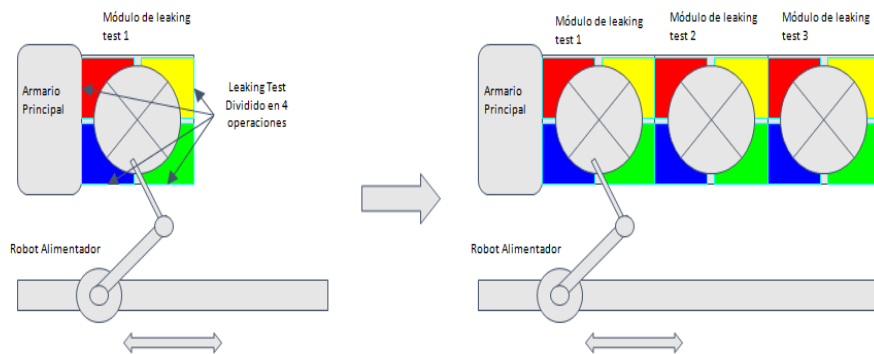 Módulo de leaking
test 1
Armario
Principal
Leaking Test
Dividido en 4
operaciones
Robot Alimentador
Módulo de leaking
test 1
Módulo de leaking
test 2
Módulo de leaking
test 3
Armario
Principal
Robot Alimentador